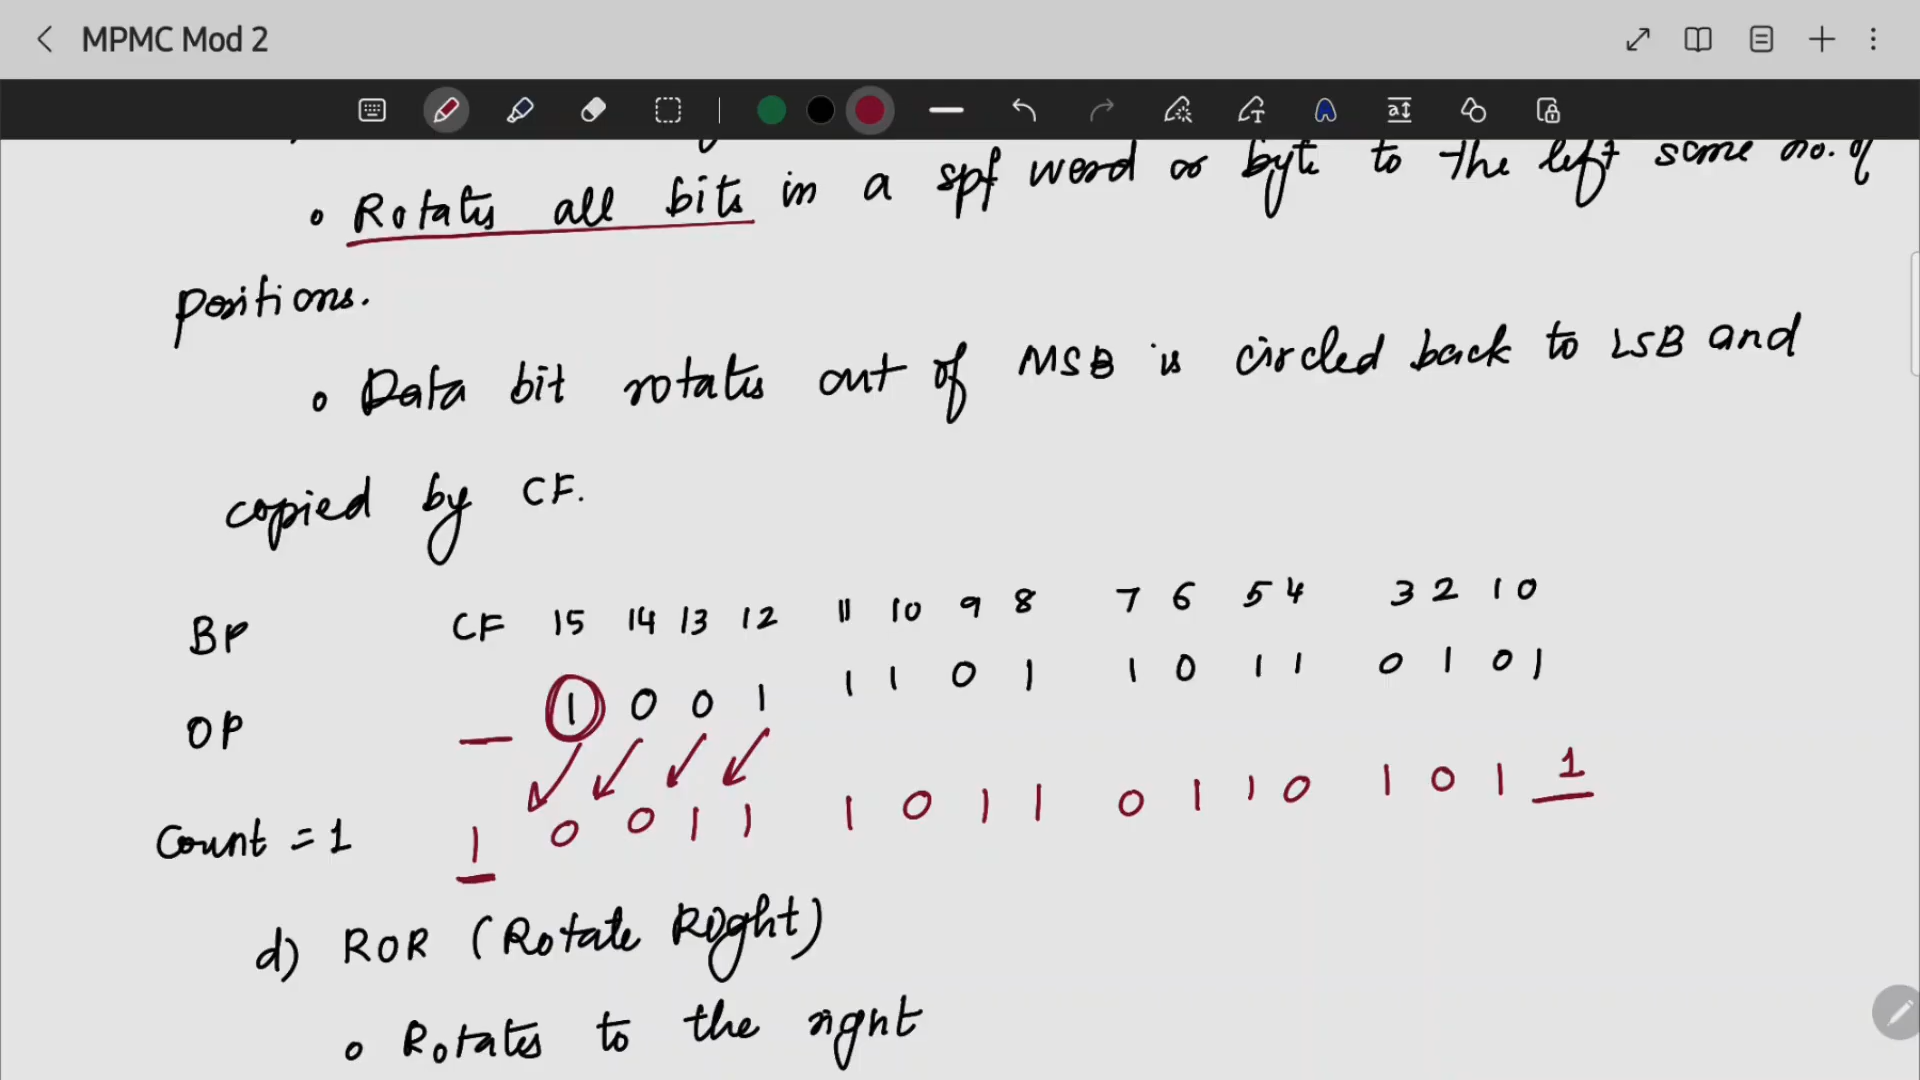 MPMC Mod 2
• Rotates all bits in a spf word or byte to the left some no. of
positions.
• Data bit rotates out of MSB is circled back to LSB and
copied by CF.
BP CF 15 14 13 12 11 10 9 8 7 6 5 4 3 2 1 0
OP _ 1 0 0 1 1 1 0 1 1 0 1 1 0 1 0 1
Count = 1 1 0 0 1 1 1 0 1 1 0 1 1 0 1 0 1 1
d) ROR (Rotate Right)
• Rotates to the right